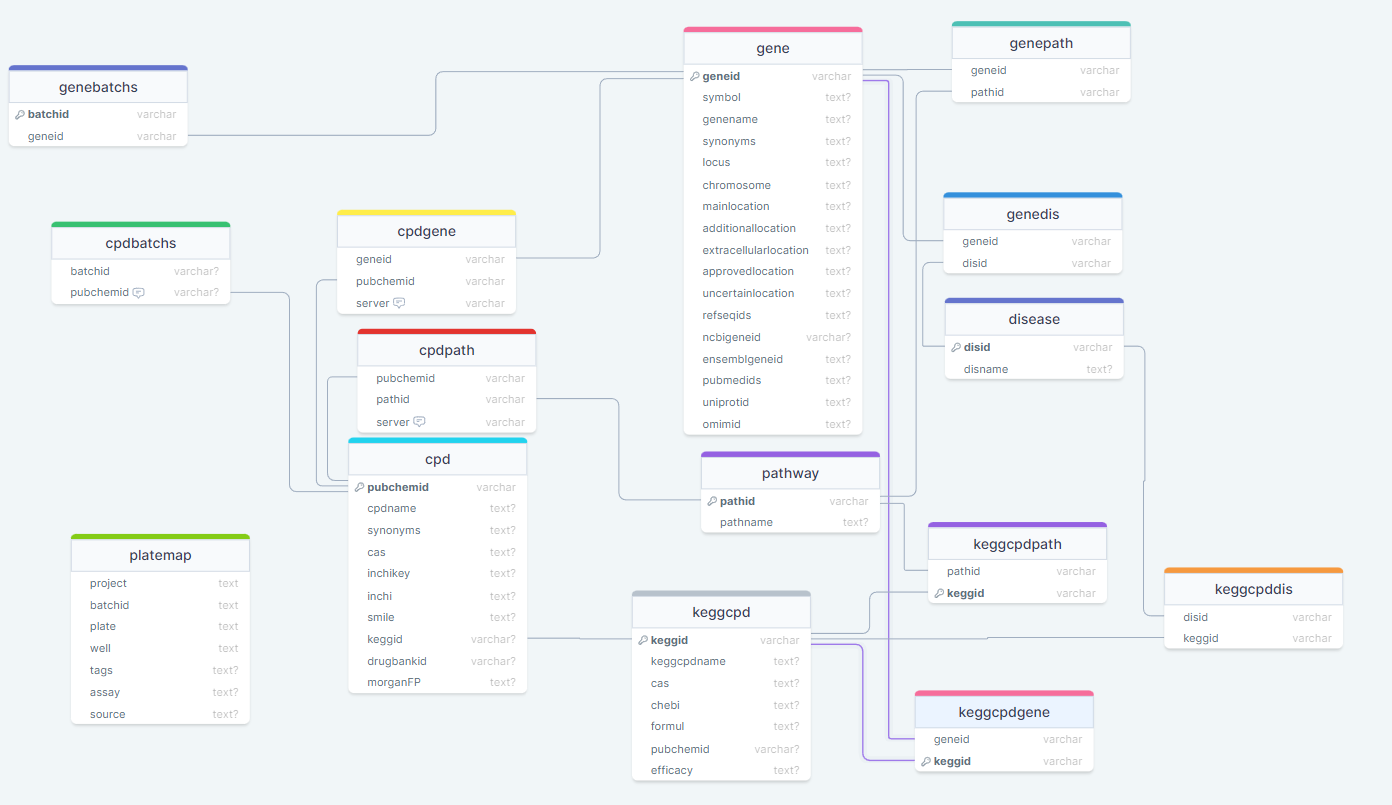 genebatchs
batchid varchar
geneid varchar
cpdbatchs
batchid varchar?
pubchemid varchar?
cpdgene
geneid varchar
pubchemid varchar
server varchar
cpdpath
pubchemid varchar
pathid varchar
server varchar
cpd
pubchemid varchar
cpdname text?
synonyms text?
cas text?
inchikey text?
inchi text?
smile text?
keggid varchar?
drugbankid varchar?
morganFP text?
platemap
project text
batchid text
plate text
well text
tags text?
assay text?
source text?
gene
geneid varchar
symbol text?
genename text?
synonyms text?
locus text?
chromosome text?
mainlocation text?
additionallocation text?
extracellularlocation text?
approvedlocation text?
uncertainlocation text?
refseqids text?
ncbigeneid varchar?
ensemblgeneid text?
pubmedids text?
uniprotid text?
omimid text?
pathway
pathid varchar
pathname text?
keggcpd
keggid varchar
keggcpdname text?
cas text?
chebi text?
formul text?
pubchemid varchar?
efficacy text?
genepath
geneid varchar
pathid varchar
genedis
geneid varchar
disid varchar
disease
disid varchar
disname text?
keggcpdpath
pathid varchar
keggid varchar
keggcpddis
disid varchar
keggid varchar
keggcpdgene
geneid varchar
keggid varchar